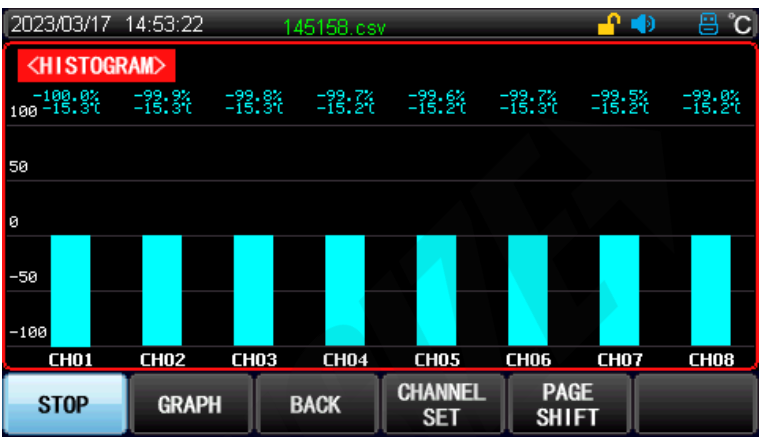 2023/03/17 14:53:22 145158.csv °C
<HISTOGRAM>
-100.0% -99.9% -99.8% -99.7% -99.6% -99.7% -99.5% -99.0%
100 -15.3℃ -15.3℃ -15.3℃ -15.2℃ -15.2℃ -15.3℃ -15.2℃ -15.2℃
50
0
-50
-100
CH01 CH02 CH03 CH04 CH05 CH06 CH07 CH08
STOP GRAPH BACK CHANNEL PAGE
SET SHIFT